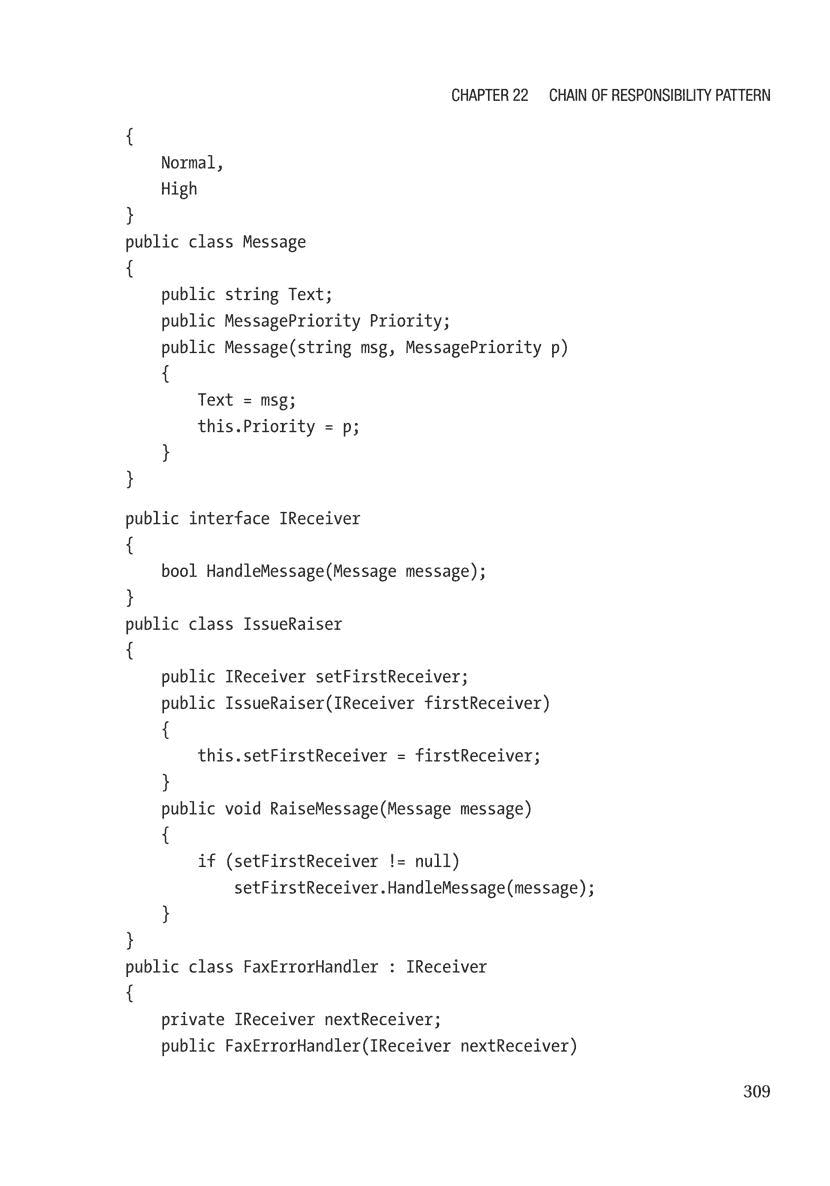 CHAPTER 22 CHAIN OF RESPONSIBILITY PATTERN
{
    Normal,
    High
}
public class Message
{
    public string Text;
    public MessagePriority Priority;
    public Message(string msg, MessagePriority p)
    {
        Text = msg;
        this.Priority = p;
    }
}
public interface IReceiver
{
    bool HandleMessage(Message message);
}
public class IssueRaiser
{
    public IReceiver setFirstReceiver;
    public IssueRaiser(IReceiver firstReceiver)
    {
        this.setFirstReceiver = firstReceiver;
    }
    public void RaiseMessage(Message message)
    {
        if (setFirstReceiver != null)
            setFirstReceiver.HandleMessage(message);
    }
}
public class FaxErrorHandler : IReceiver
{
    private IReceiver nextReceiver;
    public FaxErrorHandler(IReceiver nextReceiver)
309